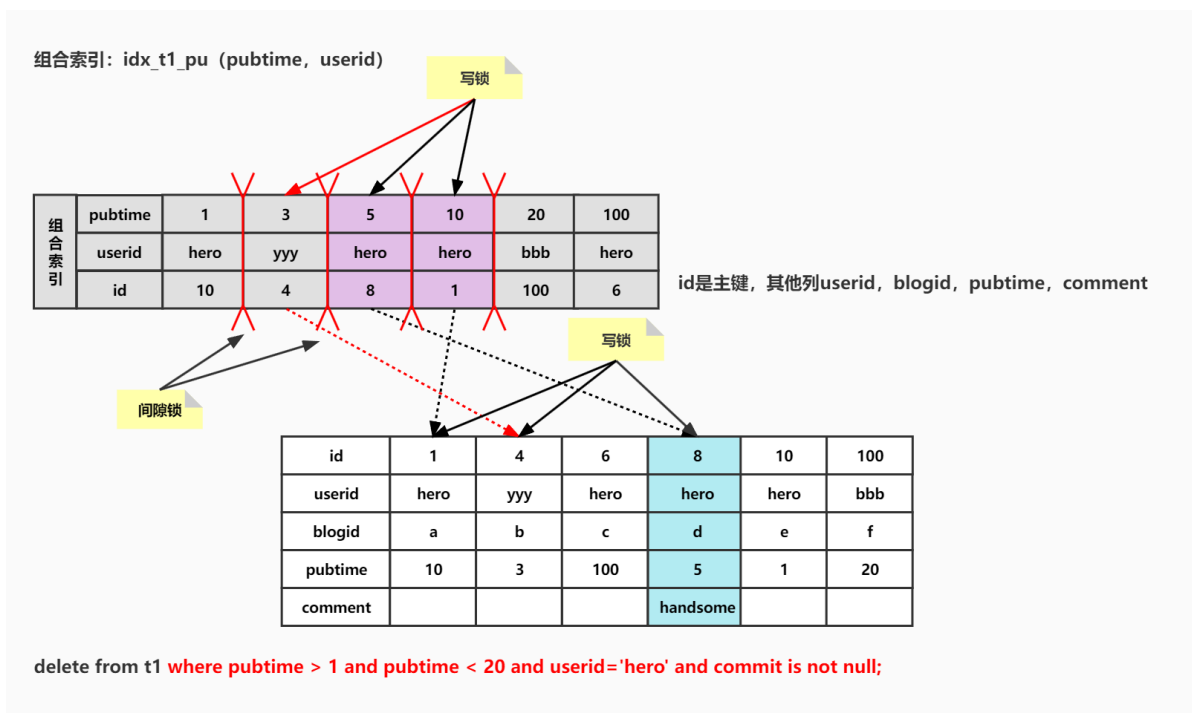 组合索引：idx_t1_pu（pubtime，userid）
写锁
组合索引
pubtime 1 3 5 10 20 100
userid hero yyy hero hero bbb hero
id 10 4 8 1 100 6
id是主键，其他列userid，blogid，pubtime，comment
写锁
间隙锁
id 1 4 6 8 10 100
userid hero yyy hero hero hero bbb
blogid a b c d e f
pubtime 10 3 100 5 1 20
comment handsome
delete from t1 where pubtime > 1 and pubtime < 20 and userid='hero' and commit is not null;